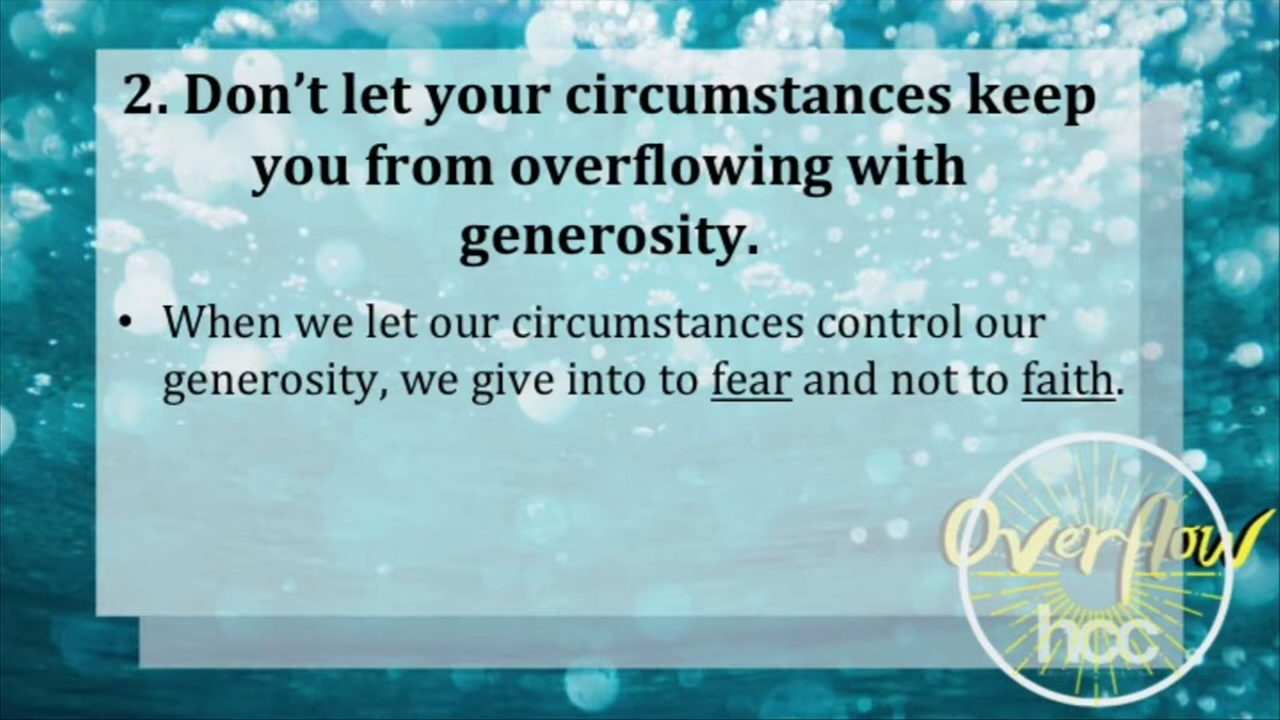 2. Don’t let your circumstances keep
you from overflowing with
generosity.
• When we let our circumstances control our
generosity, we give into to fear and not to faith.
Overflow
hcc